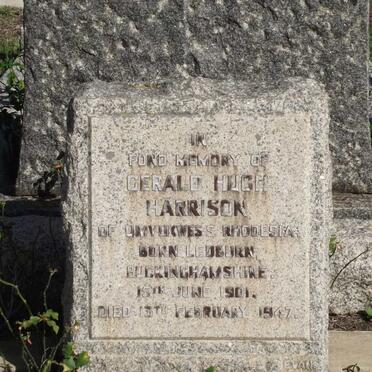 IN
FOND MEMORY OF
GERALD HUGH
HARRISON
OF UMVUKWES S. RHODESIA
BORN LEDBURN,
BUCKINGHAMSHIRE
15TH JUNE 1901.
DIED 13TH FEBRUARY 1947.